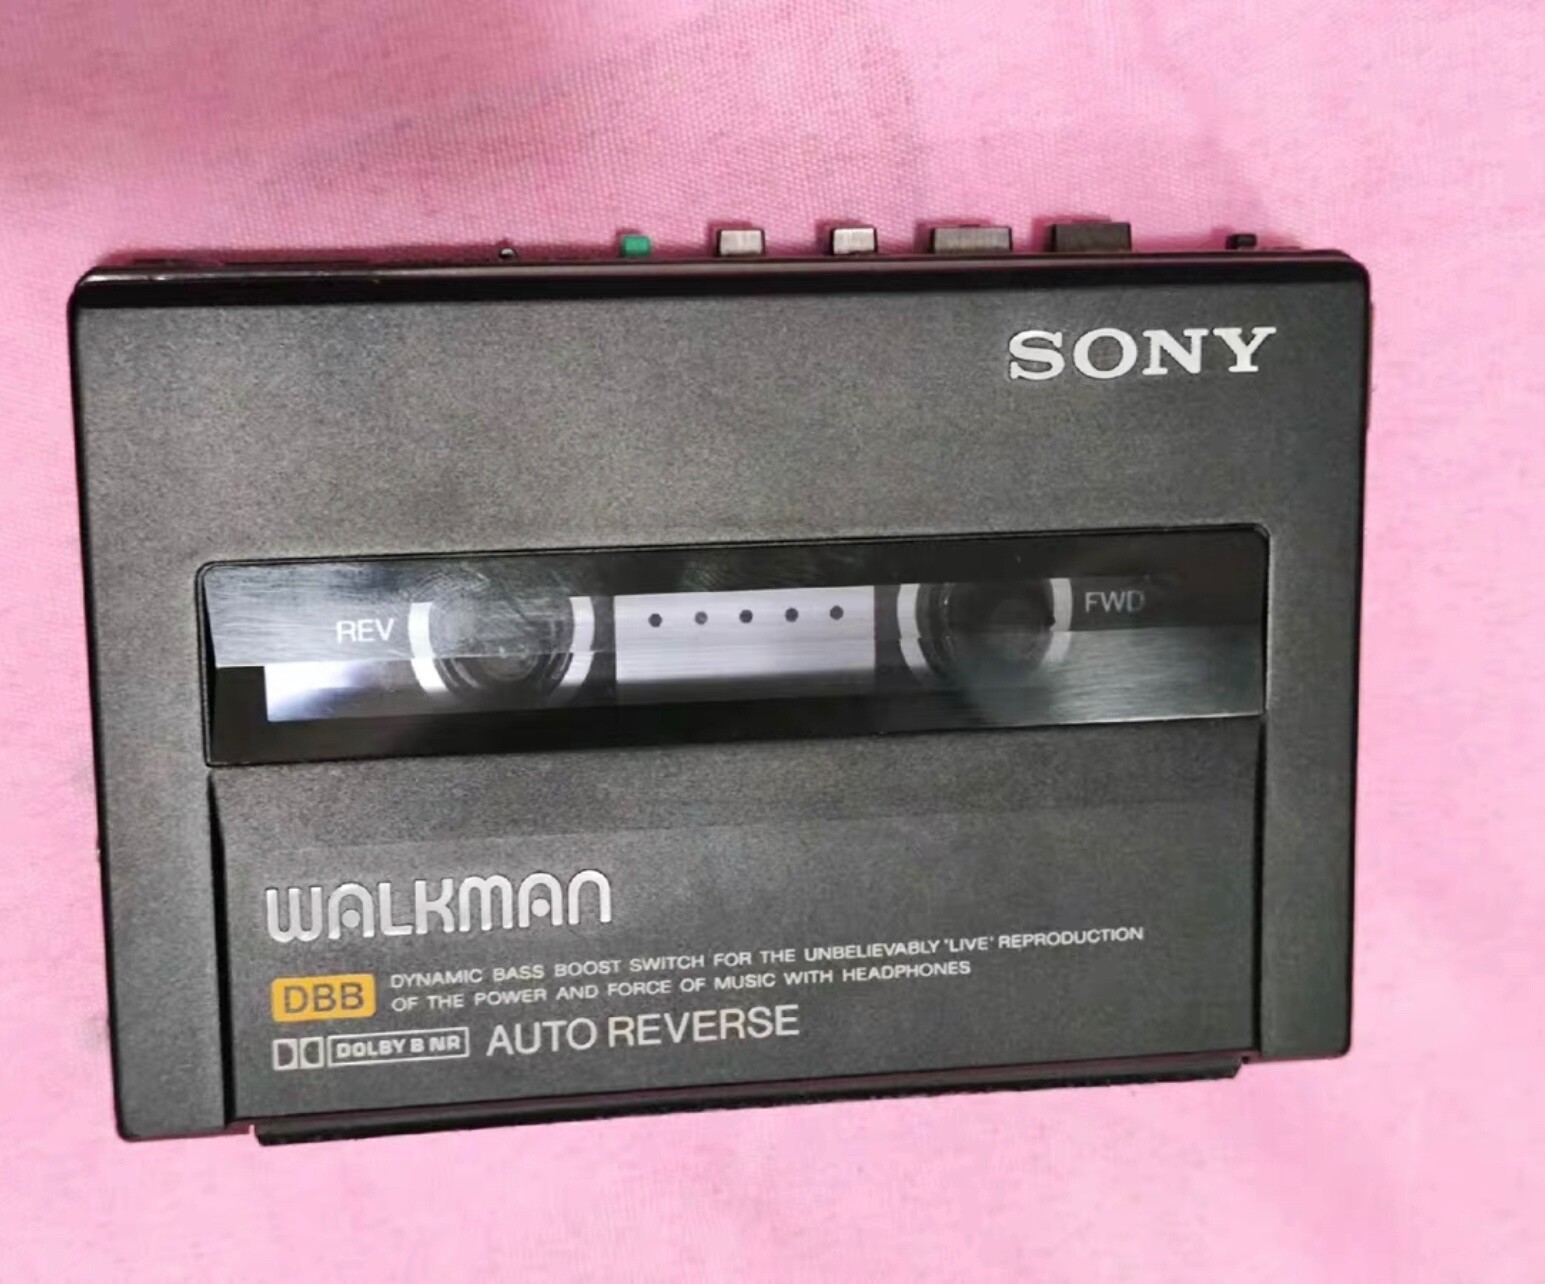 SONY
REV FWD
WALKMAN
DBB DYNAMIC BASS BOOST SWITCH FOR THE UNBELIEVABLY 'LIVE' REPRODUCTION
OF THE POWER AND FORCE OF MUSIC WITH HEADPHONES
DOLBY B NR AUTO REVERSE